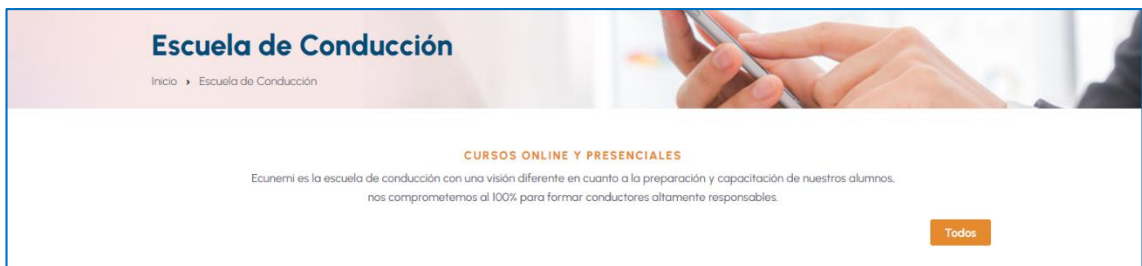 Escuela de Conducción
Inicio › Escuela de Conducción
CURSOS ONLINE Y PRESENCIALES
Ecunemi es la escuela de conducción con una visión diferente en cuanto a la preparación y capacitación de nuestros alumnos,
nos comprometemos al 100% para formar conductores altamente responsables.
Todos